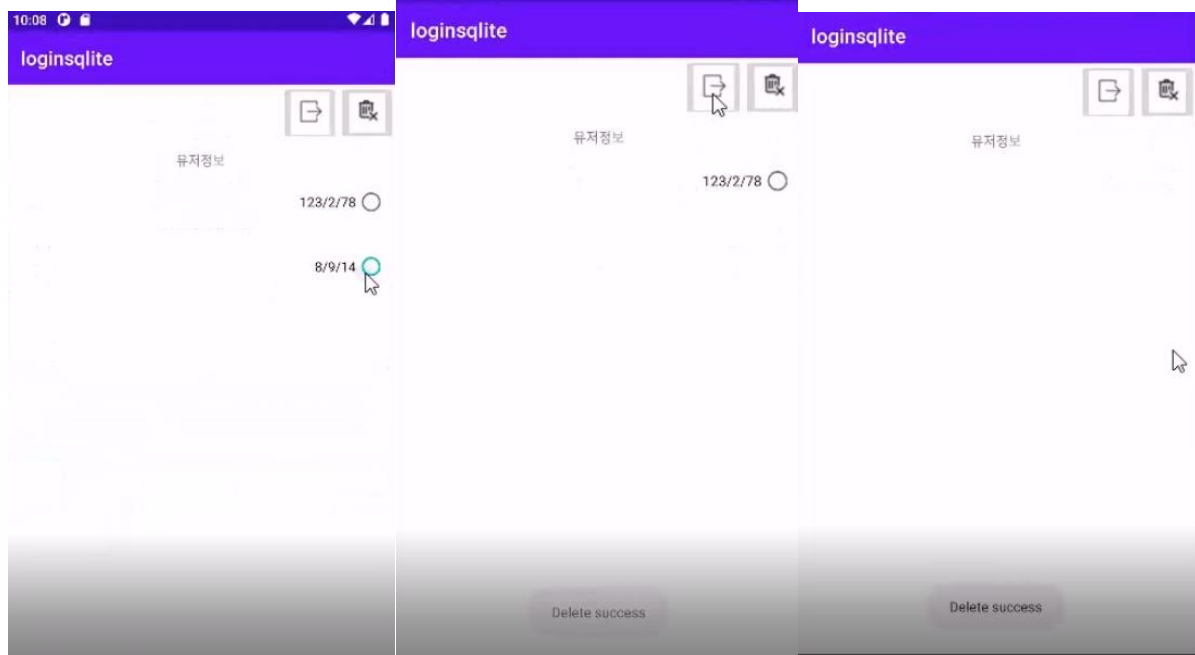 10:08
loginsqlite
유저정보
123/2/78
8/9/14
loginsqlite
유저정보
123/2/78
Delete success
loginsqlite
유저정보
Delete success